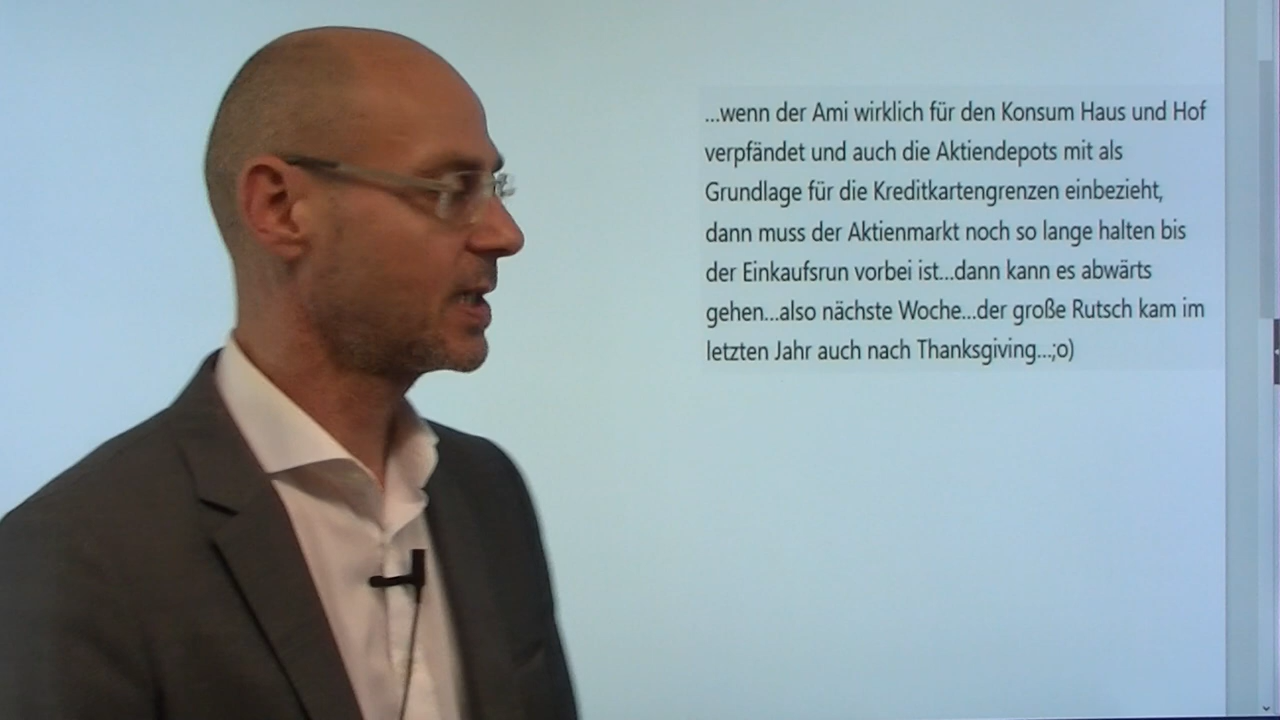 ...wenn der Ami wirklich für den Konsum Haus und Hof
verpfändet und auch die Aktiendepots mit als
Grundlage für die Kreditkartengrenzen einbezieht,
dann muss der Aktienmarkt noch so lange halten bis
der Einkaufsrun vorbei ist...dann kann es abwärts
gehen...also nächste Woche...der große Rutsch kam im
letzten Jahr auch nach Thanksgiving...;o)